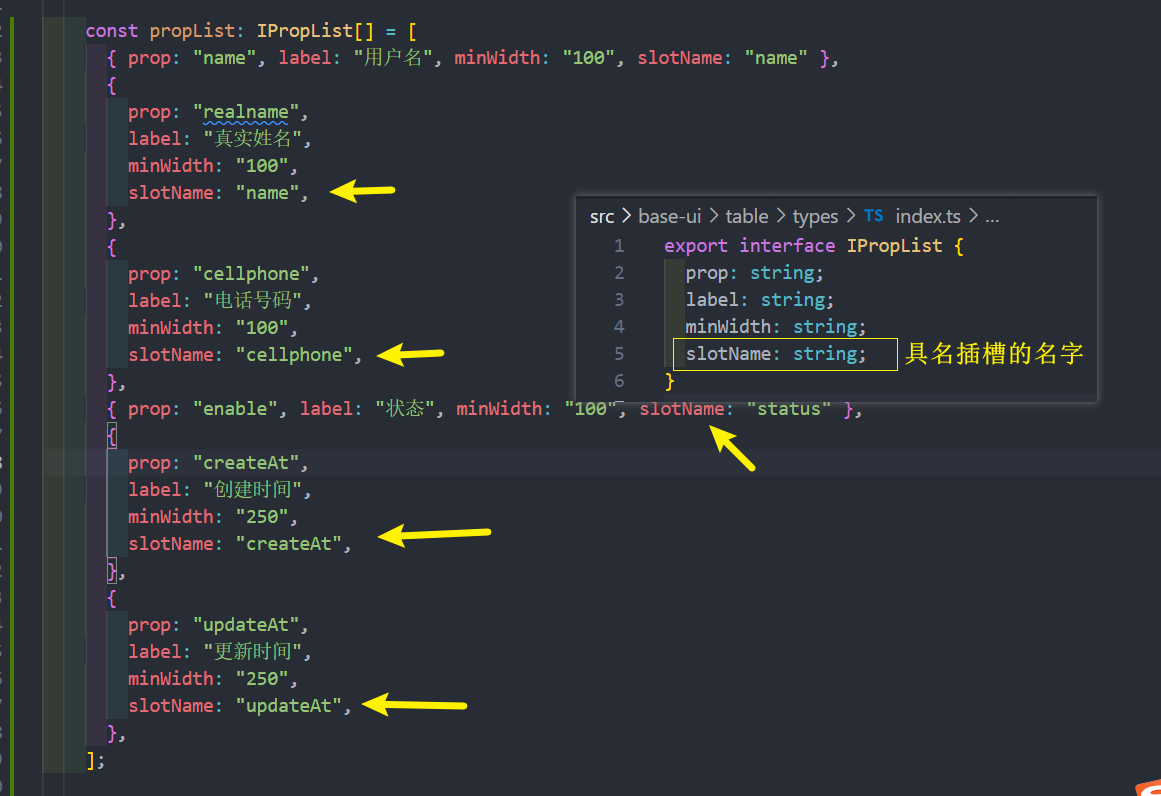 const propList: IPropList[] = [
{ prop: "name", label: "用户名", minWidth: "100", slotName: "name" },
{
prop: "realname",
label: "真实姓名",
minWidth: "100",
slotName: "name",
},
{
prop: "cellphone",
label: "电话号码",
minWidth: "100",
slotName: "cellphone",
},
{ prop: "enable", label: "状态", minWidth: "100", slotName: "status" },
{
prop: "createAt",
label: "创建时间",
minWidth: "250",
slotName: "createAt",
},
{
prop: "updateAt",
label: "更新时间",
minWidth: "250",
slotName: "updateAt",
},
];
src > base-ui > table > types > TS index.ts > ...
1 export interface IPropList {
2 prop: string;
3 label: string;
4 minWidth: string;
5 slotName: string; 具名插槽的名字
6 }